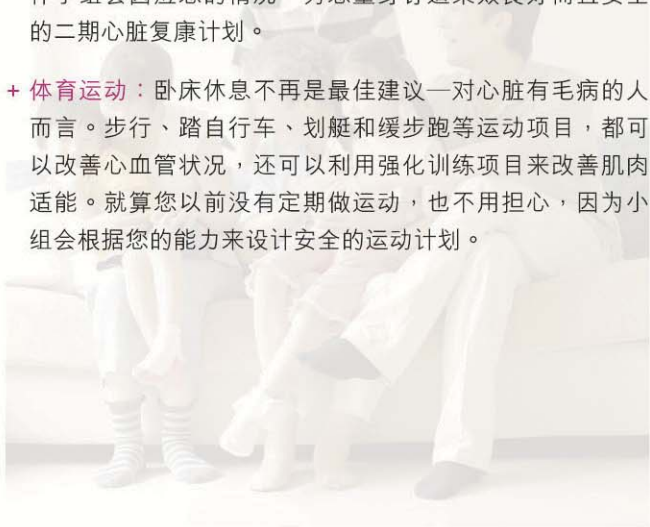 的二期心脏复康计划。
+ 体育运动：卧床休息不再是最佳建议—对心脏有毛病的人
而言。步行、踏自行车、划艇和缓步跑等运动项目，都可
以改善心血管状况，还可以利用强化训练项目来改善肌肉
适能。就算您以前没有定期做运动，也不用担心，因为小
组会根据您的能力来设计安全的运动计划。